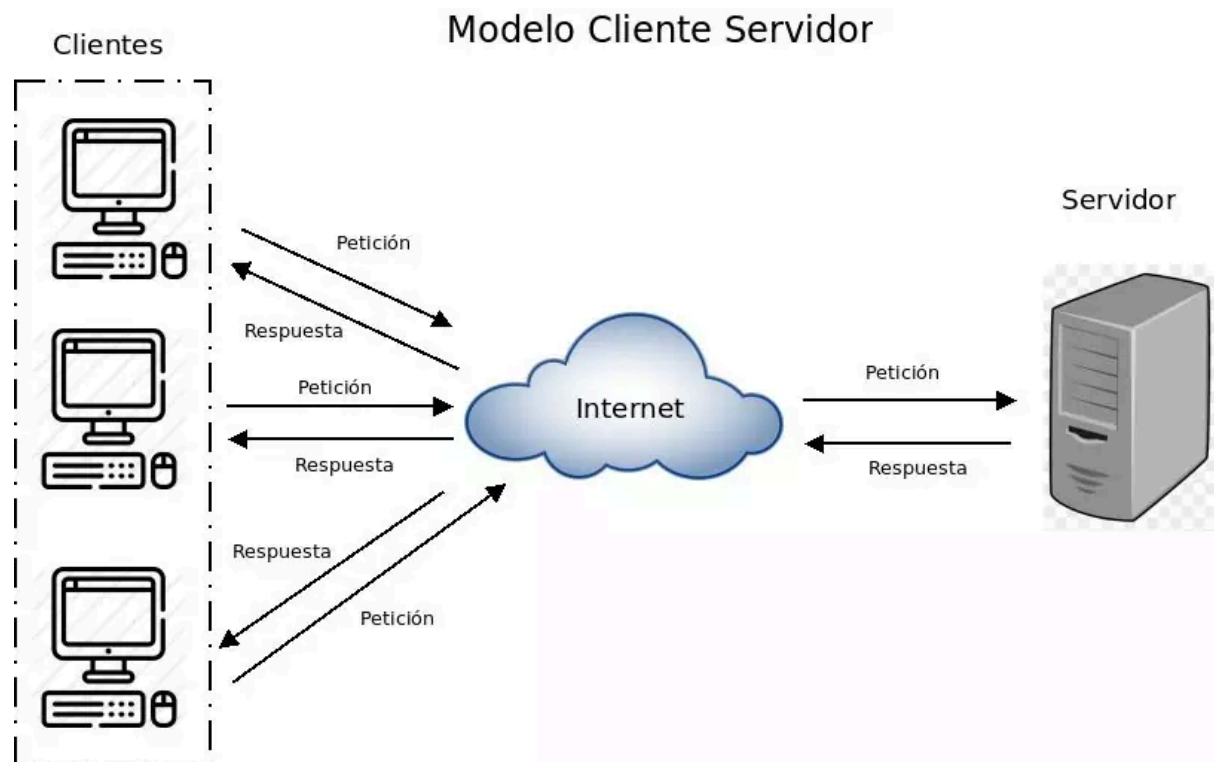 Modelo Cliente Servidor
Clientes
Servidor
Petición
Respuesta
Petición
Respuesta
Internet
Petición
Respuesta
Respuesta
Petición